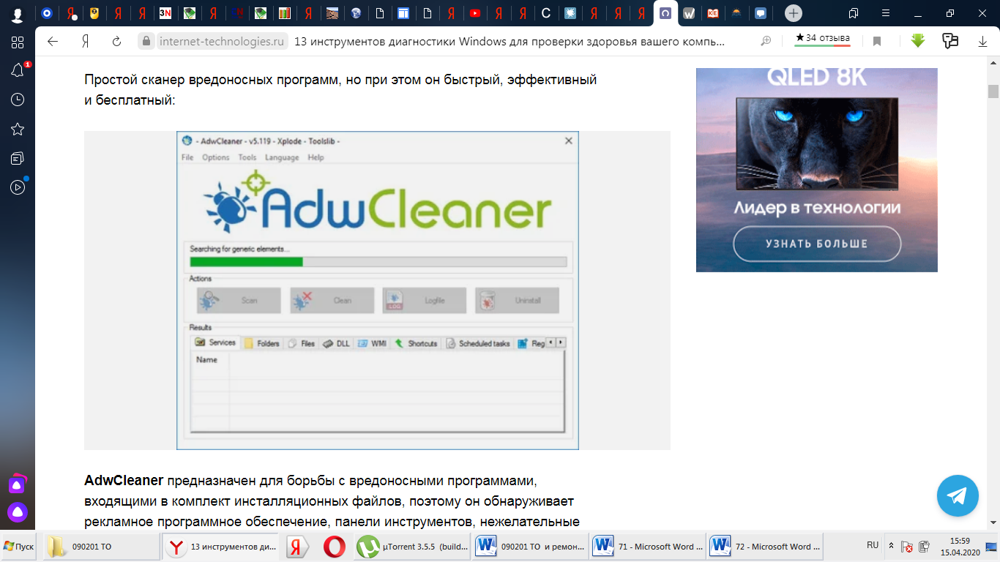 internet-technologies.ru
13 инструментов диагностики Windows для проверки здоровья вашего компь...
★34 отзыва
Простой сканер вредоносных программ, но при этом он быстрый, эффективный
и бесплатный:
- AdwCleaner - v5.119 - Xplode - Toolslib -
File Options Tools Language Help
AdwCleaner
Searching for generic elements...
Actions
Scan Clean Logfile Uninstall
LOG
Results
Services Folders Files DLL WMI Shortcuts Scheduled tasks Reg
Name
QLED 8K
Лидер в технологии
УЗНАТЬ БОЛЬШЕ
AdwCleaner предназначен для борьбы с вредоносными программами,
входящими в комплект инсталляционных файлов, поэтому он обнаруживает
рекламное программное обеспечение, панели инструментов, нежелательные
Пуск
090201 ТО
13 инструментов ди...
µTorrent 3.5.5 (build...
090201 ТО и ремон...
71 - Microsoft Word ...
72 - Microsoft Word ...
RU
15:59
15.04.2020